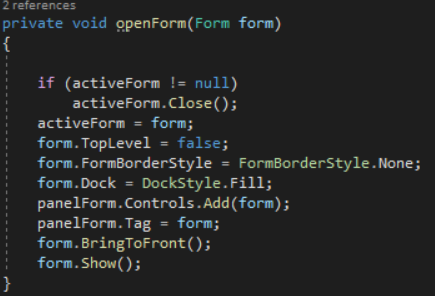 2 references
private void openForm(Form form)
{
if (activeForm != null)
activeForm.Close();
activeForm = form;
form.TopLevel = false;
form.FormBorderStyle = FormBorderStyle.None;
form.Dock = DockStyle.Fill;
panelForm.Controls.Add(form);
panelForm.Tag = form;
form.BringToFront();
form.Show();
}